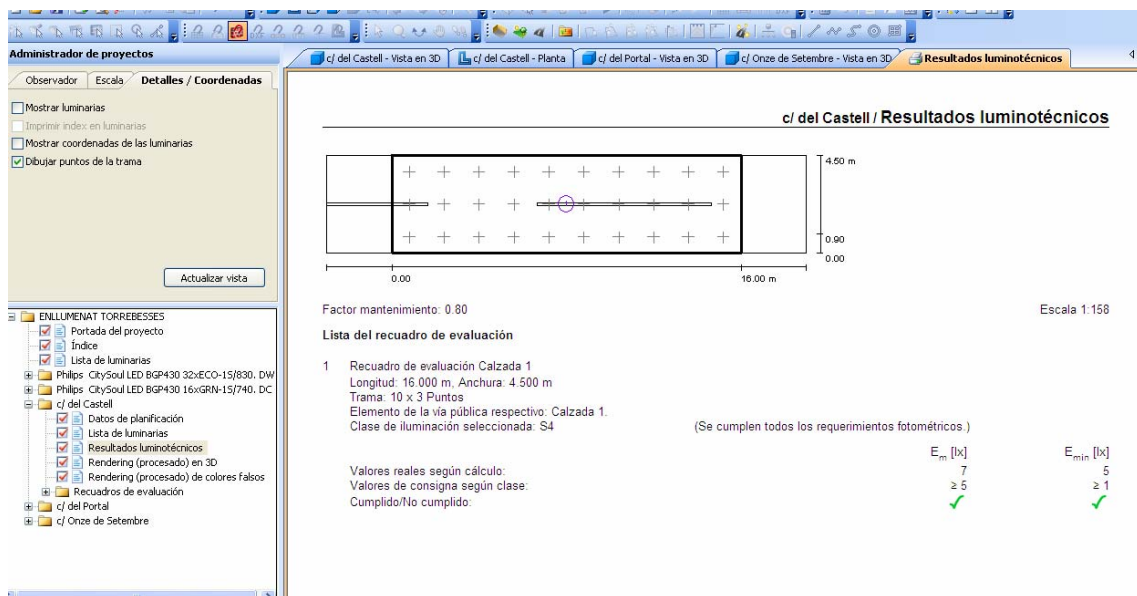 Administrador de proyectos
Observador
Escala
Detalles / Coordenadas
Mostrar luminarias
Imprimir index en luminarias
Mostrar coordenadas de las luminarias
Dibujar puntos de la trama
Actualizar vista
ENLLUMENAT TORREBESSES
Portada del proyecto
Índice
Lista de luminarias
Philips CitySoul LED BGP430 32xECO-1S/830. DW
Philips CitySoul LED BGP430 16xGRN-1S/740. DC
c/ del Castell
Datos de planificación
Lista de luminarias
Resultados luminotécnicos
Rendering (procesado) en 3D
Rendering (procesado) de colores falsos
Recuadros de evaluación
c/ del Portal
c/ Onze de Setembre
c/ del Castell - Vista en 3D
c/ del Castell - Planta
c/ del Portal - Vista en 3D
c/ Onze de Setembre - Vista en 3D
Resultados luminotécnicos
c/ del Castell / Resultados luminotécnicos
4.50 m
0.90
0.00
0.00
16.00 m
Factor mantenimiento: 0.80
Escala 1:158
Lista del recuadro de evaluación
1 Recuadro de evaluación Calzada 1
Longitud: 16.000 m, Anchura: 4.500 m
Trama: 10 x 3 Puntos
Elemento de la vía pública respectivo: Calzada 1.
Clase de iluminación seleccionada: S4 (Se cumplen todos los requerimientos fotométricos.)
Em [lx] Emin [lx]
Valores reales según cálculo: 7 5
Valores de consigna según clase: ≥ 5 ≥ 1
Cumplido/No cumplido: ✓ ✓